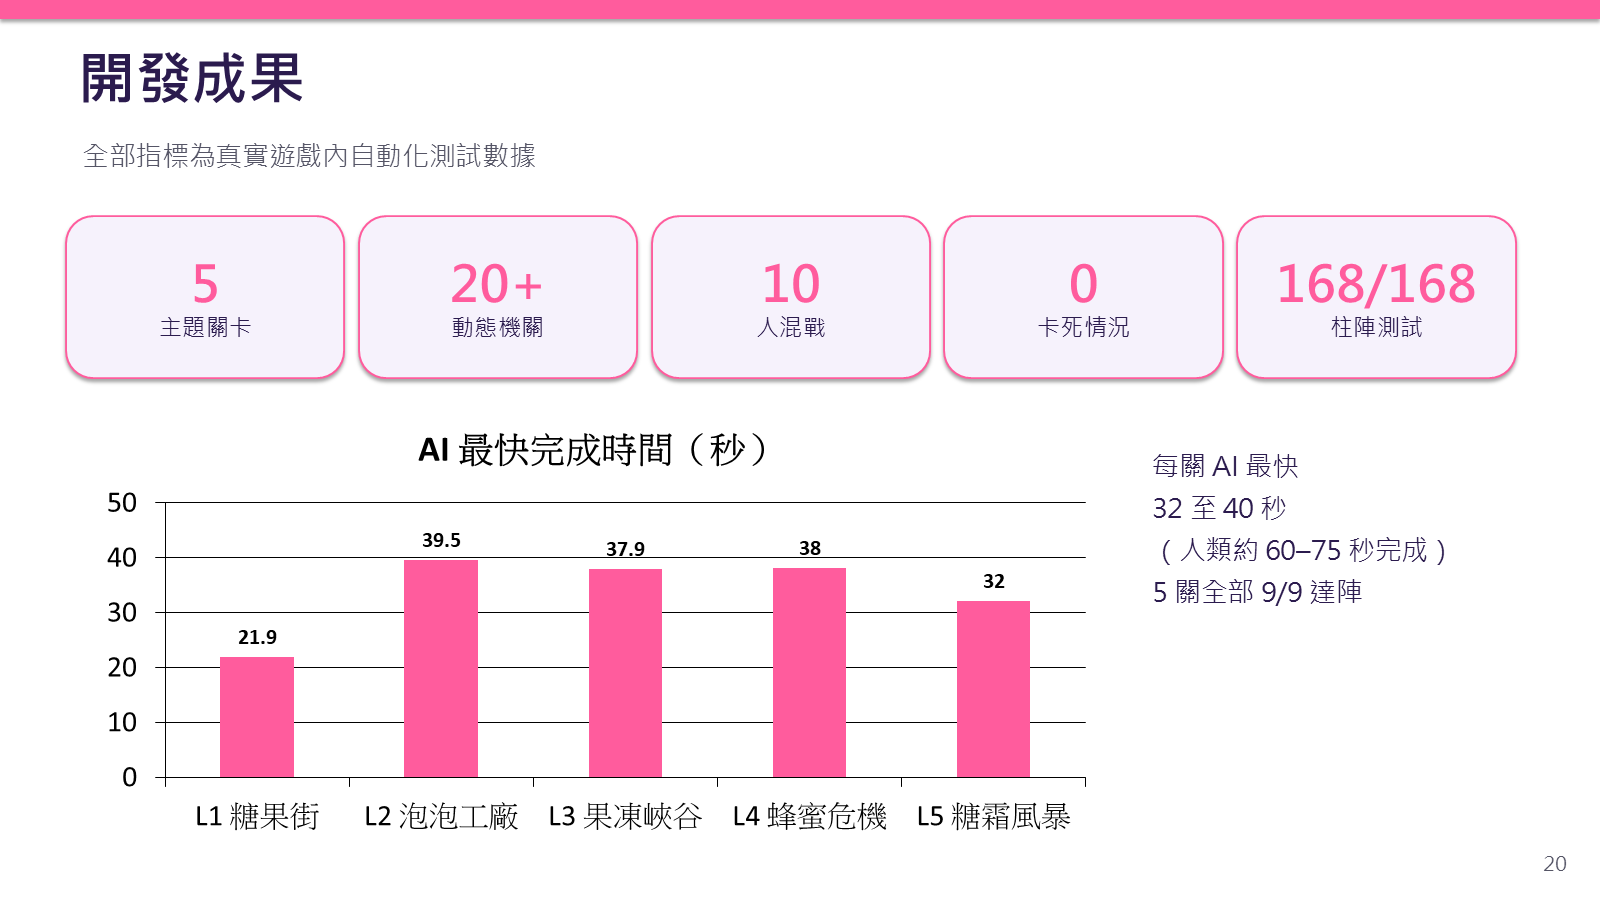 開發成果
全部指標為真實遊戲內自動化測試數據
5
主題關卡
20+
動態機關
10
人混戰
0
卡死情況
168/168
柱陣測試
AI 最快完成時間（秒）
50
40
30
20
10
0
21.9
39.5
37.9
38
32
L1 糖果街
L2 泡泡工廠
L3 果凍峽谷
L4 蜂蜜危機
L5 糖霜風暴
每關 AI 最快
32 至 40 秒
（人類約 60–75 秒完成）
5 關全部 9/9 達陣
20